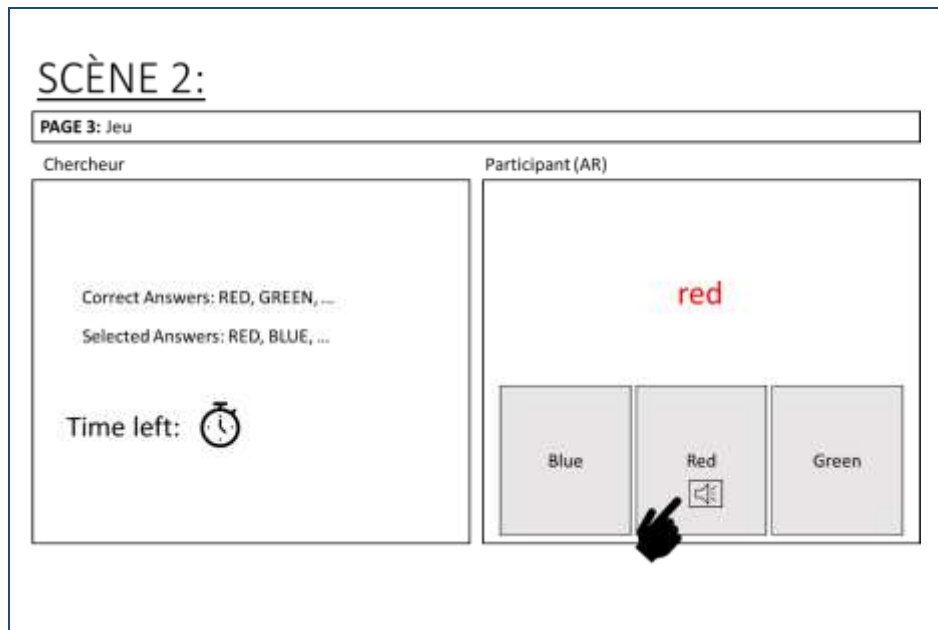 SCÈNE 2:
PAGE 3: Jeu
Chercheur
Participant (AR)
Correct Answers: RED, GREEN, ...
Selected Answers: RED, BLUE, ...
Time left:
red
Blue
Red
Green